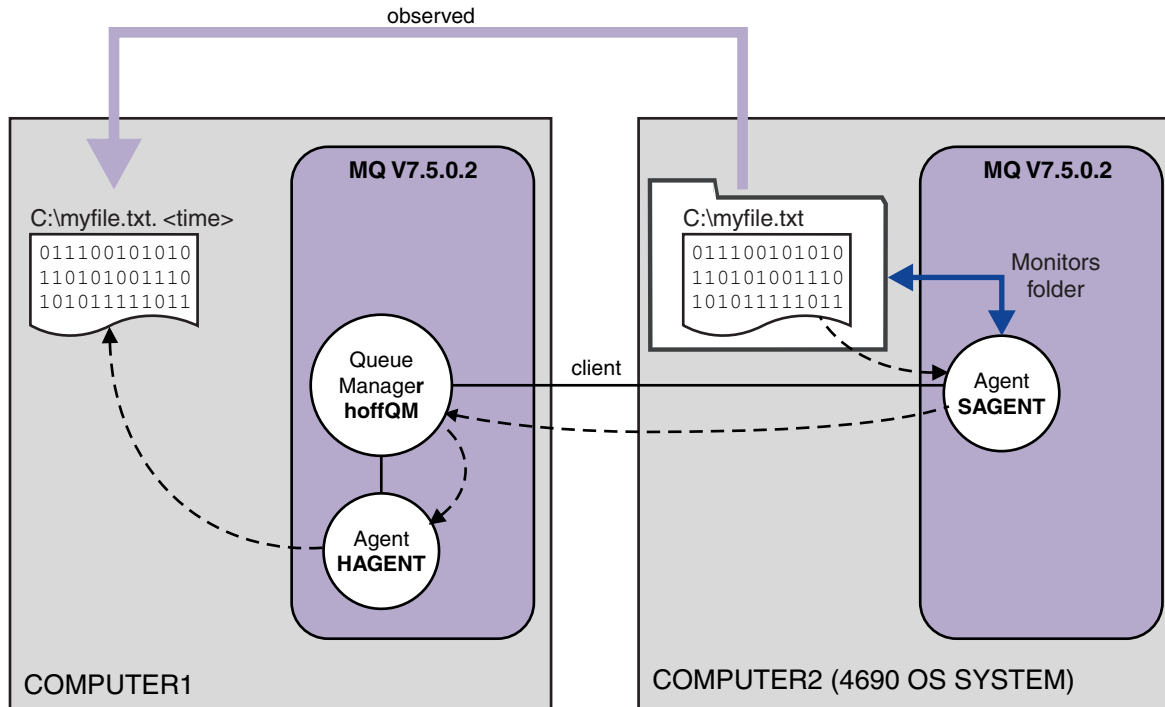 observed
MQ V7.5.0.2
C:\myfile.txt. <time>
011100101010
110101001110
101011111011
Queue
Manager
hoffQM
Agent
HAGENT
COMPUTER1
client
MQ V7.5.0.2
C:\myfile.txt
011100101010
110101001110
101011111011
Monitors
folder
Agent
SAGENT
COMPUTER2 (4690 OS SYSTEM)